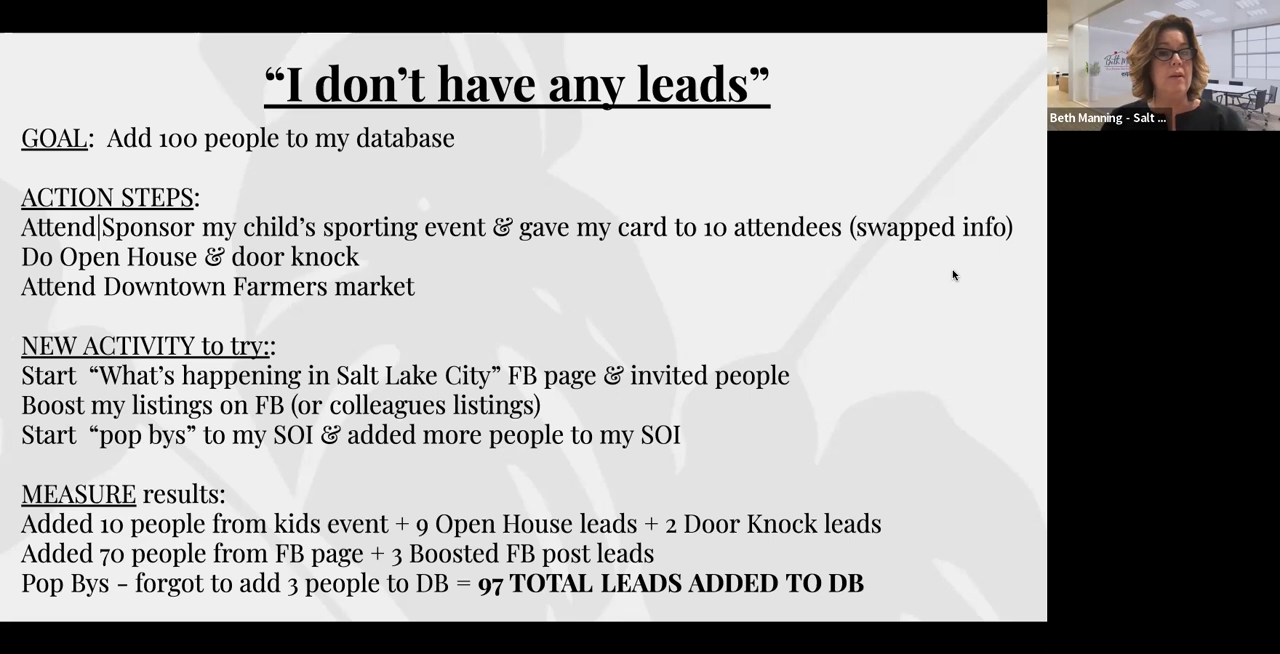 “I don’t have any leads”
GOAL: Add 100 people to my database
ACTION STEPS:
Attend|Sponsor my child’s sporting event & gave my card to 10 attendees (swapped info)
Do Open House & door knock
Attend Downtown Farmers market
NEW ACTIVITY to try::
Start “What’s happening in Salt Lake City” FB page & invited people
Boost my listings on FB (or colleagues listings)
Start “pop bys” to my SOI & added more people to my SOI
MEASURE results:
Added 10 people from kids event + 9 Open House leads + 2 Door Knock leads
Added 70 people from FB page + 3 Boosted FB post leads
Pop Bys - forgot to add 3 people to DB = 97 TOTAL LEADS ADDED TO DB
Beth Manning - Salt ...